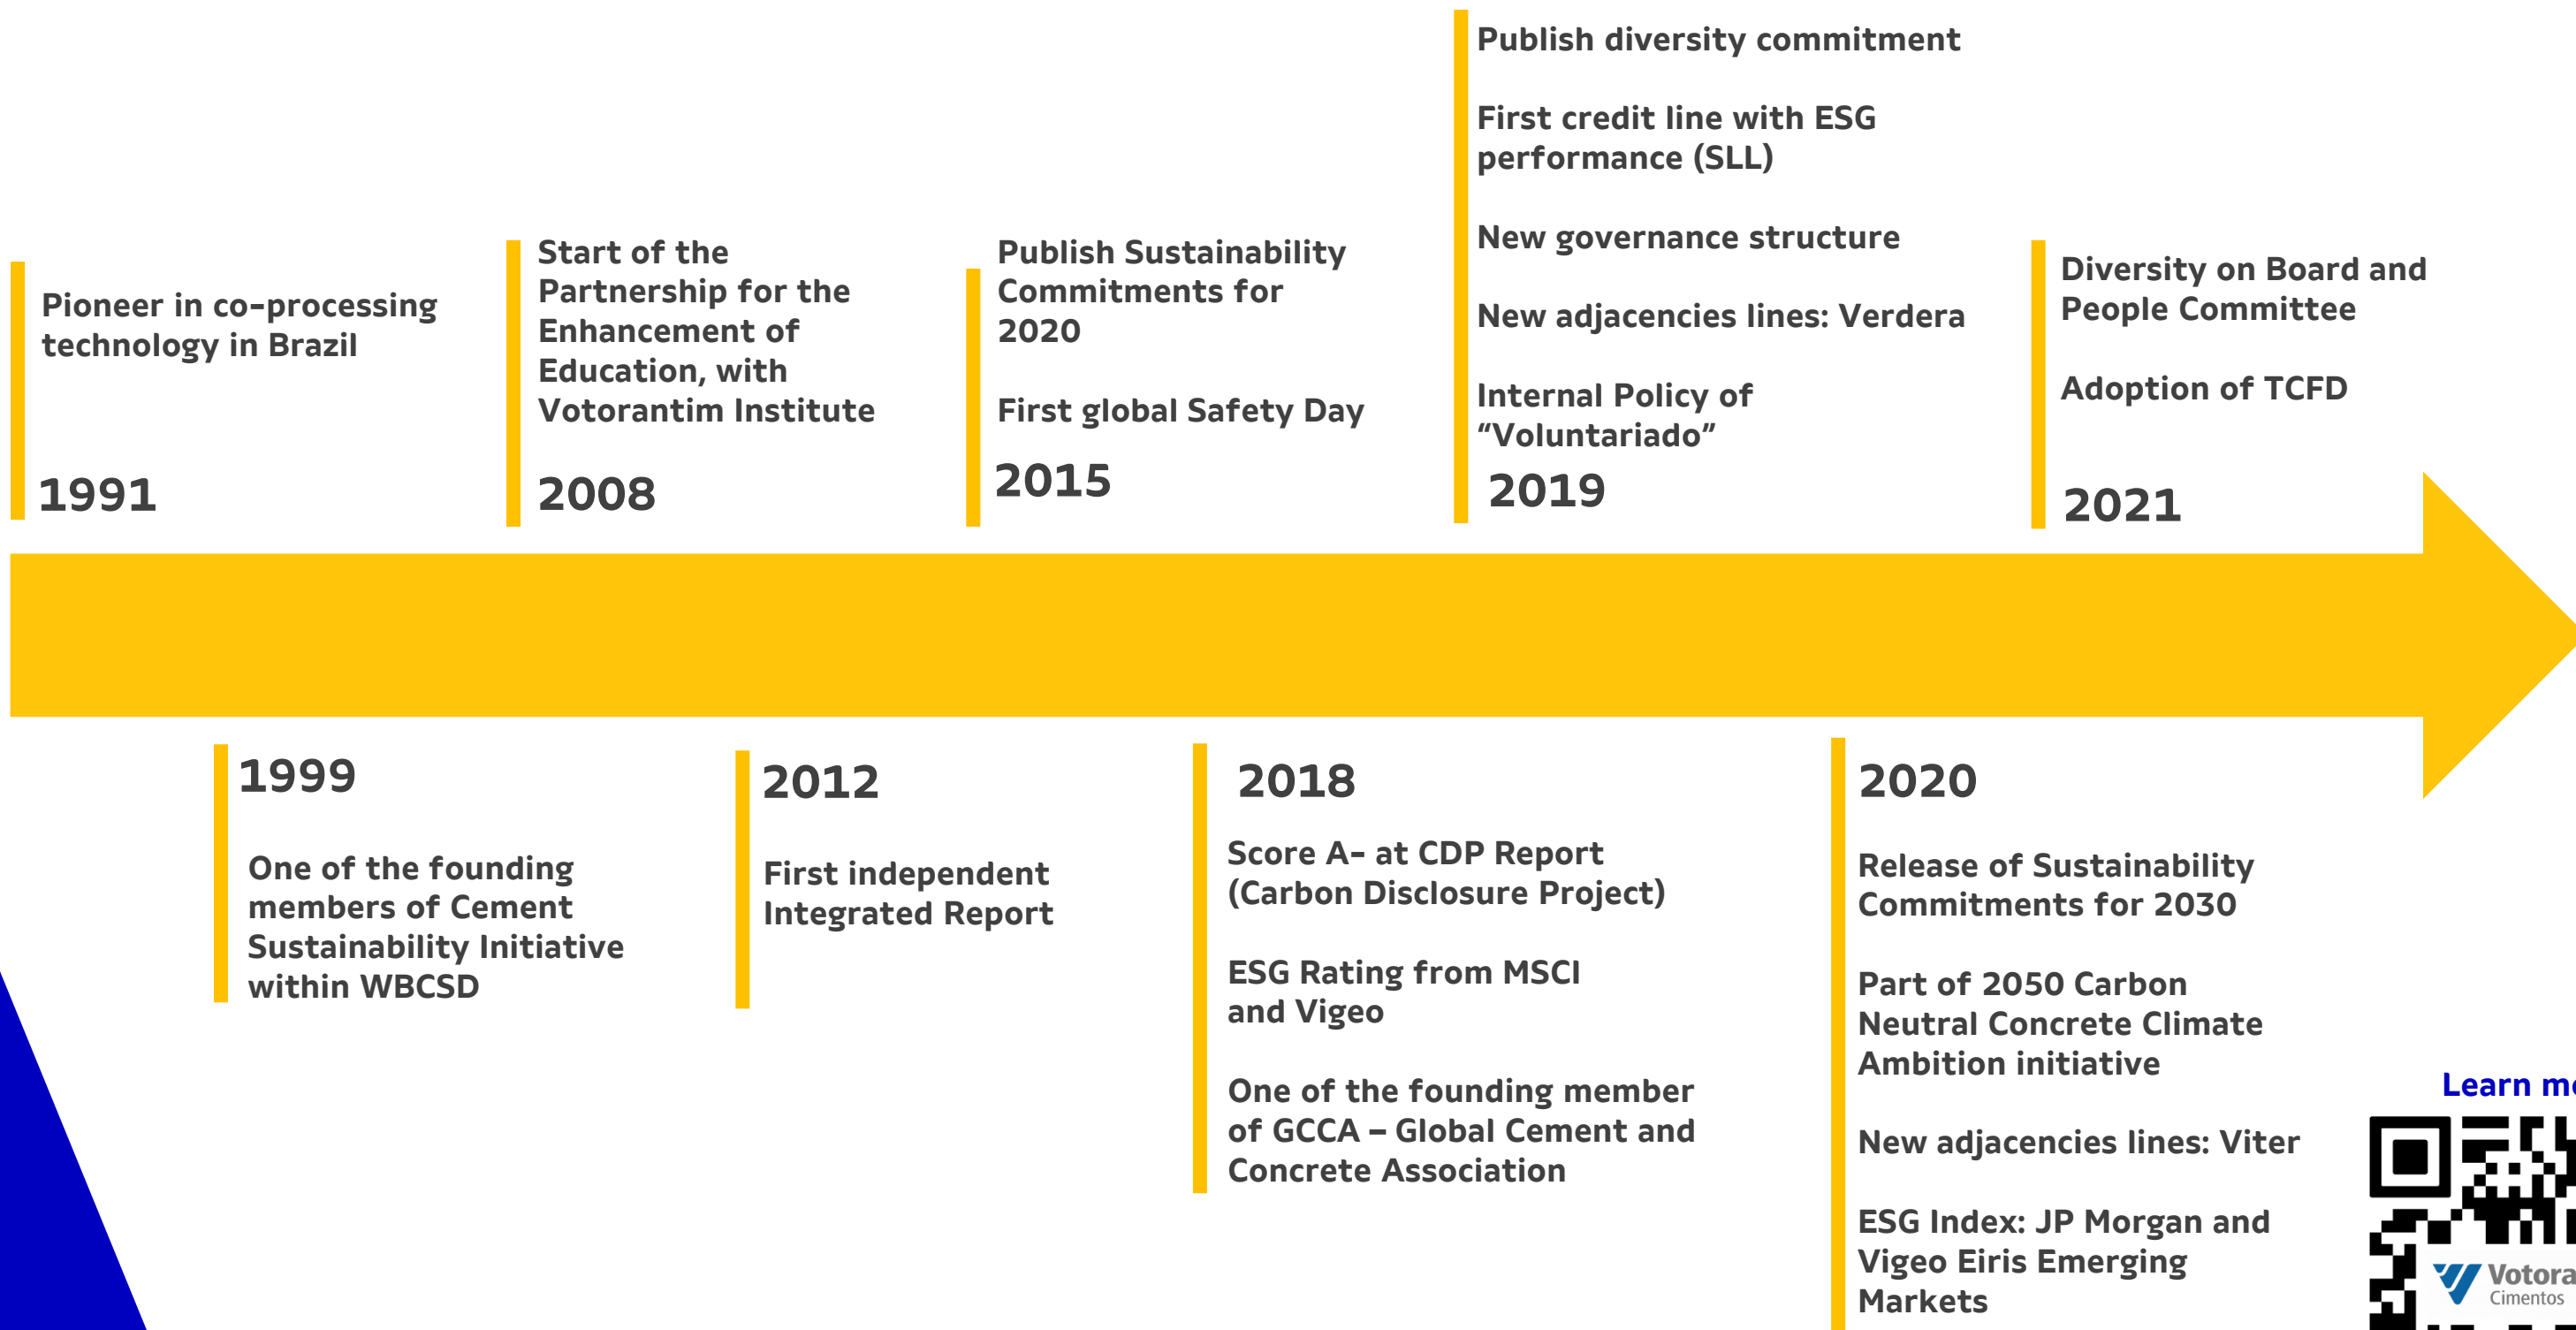 Pioneer in co-processing
technology in Brazil
1991
Start of the
Partnership for the
Enhancement of
Education, with
Votorantim Institute
2008
Publish Sustainability
Commitments for
2020
First global Safety Day
2015
Publish diversity commitment
First credit line with ESG
performance (SLL)
New governance structure
New adjacencies lines: Verdera
Internal Policy of
“Voluntariado”
2019
Diversity on Board and
People Committee
Adoption of TCFD
2021
1999
One of the founding
members of Cement
Sustainability Initiative
within WBCSD
2012
First independent
Integrated Report
2018
Score A- at CDP Report
(Carbon Disclosure Project)
ESG Rating from MSCI
and Vigeo
One of the founding member
of GCCA – Global Cement and
Concrete Association
2020
Release of Sustainability
Commitments for 2030
Part of 2050 Carbon
Neutral Concrete Climate
Ambition initiative
New adjacencies lines: Viter
ESG Index: JP Morgan and
Vigeo Eiris Emerging
Markets
Learn
Cimentos